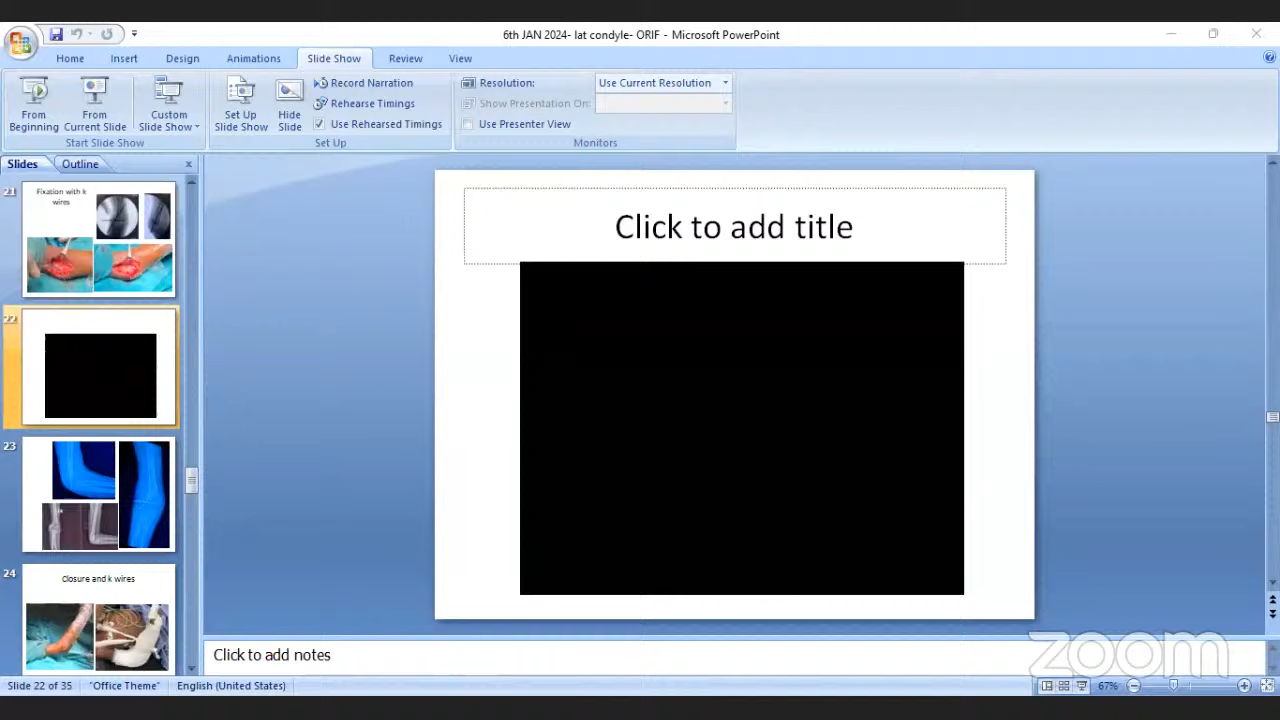 6th JAN 2024- lat condyle- ORIF - Microsoft PowerPoint
Home Insert Design Animations Slide Show Review View
From Beginning
From Current Slide
Custom Slide Show
Start Slide Show
Set Up Slide Show
Hide Slide
Record Narration
Rehearse Timings
Use Rehearsed Timings
Set Up
Resolution: Use Current Resolution
Show Presentation On:
Use Presenter View
Monitors
Slides Outline
21
Fixation with k
wires
22
23
24
Closure and k wires
Click to add title
Click to add notes
zoom
Slide 22 of 35 "Office Theme" English (United States) 67%